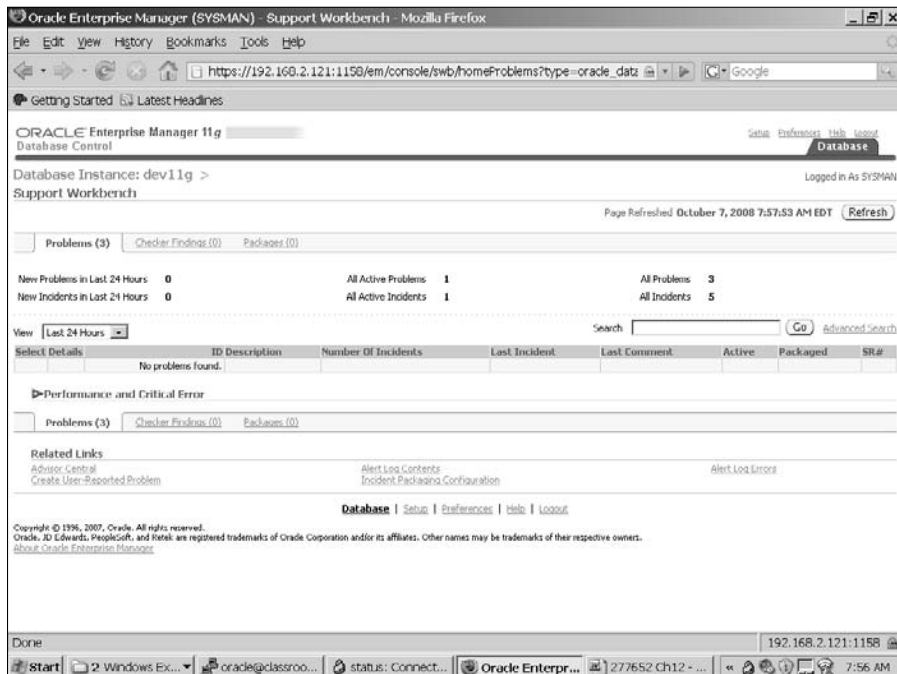 Oracle Enterprise Manager (SYSMAN) - Support Workbench - Mozilla Firefox
File Edit View History Bookmarks Tools Help
https://192.168.2.121:1158/em/console/swb/homeProblems?type=oracle_data Google
Getting Started Latest Headlines
ORACLE Enterprise Manager 11g
Database Control
Setup Preferences Help Logout
Database
Database Instance: dev11g >
Logged in As SYSMAN
Support Workbench
Page Refreshed October 7, 2008 7:57:53 AM EDT Refresh
Problems (3) Checker Findings (0) Packages (0)
New Problems in Last 24 Hours 0 All Active Problems 1 All Problems 3
New Incidents in Last 24 Hours 0 All Active Incidents 1 All Incidents 5
View Last 24 Hours Search Go Advanced Search
Select Details ID Description Number Of Incidents Last Incident Last Comment Active Packaged SR#
No problems found.
Performance and Critical Error
Problems (3) Checker Findings (0) Packages (0)
Related Links
Advisor Central Alert Log Contents Alert Log Errors
Create User-Reported Problem Incident Packaging Configuration
Database | Setup | Preferences | Help | Logout
Copyright © 1996, 2007, Oracle. All rights reserved.
Oracle, JD Edwards, PeopleSoft, and Retek are registered trademarks of Oracle Corporation and/or its affiliates. Other names may be trademarks of their respective owners.
About Oracle Enterprise Manager
Done 192.168.2.121:1158
Start 2 Windows Ex... oracle@classroo... status: Connect... Oracle Enterpr... 277652 Ch12 - ... « 7:56 AM